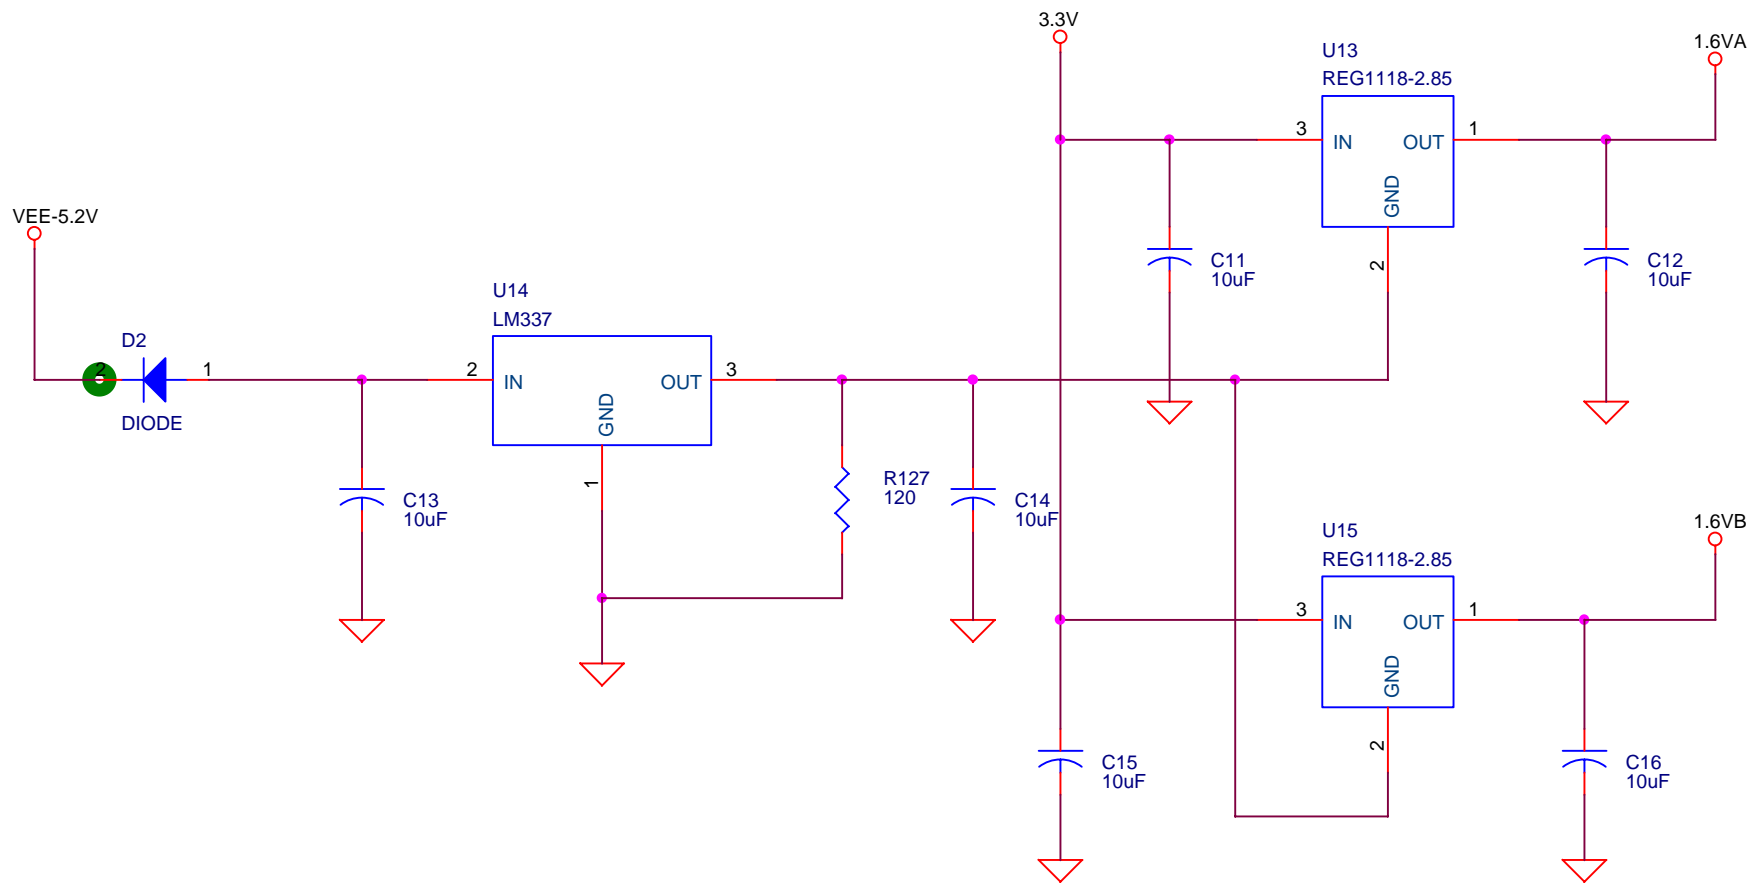 3.3V
U13
REG1118-2.85
1.6VA
3
IN
OUT
1
GND
2
C11
10uF
C12
10uF
VEE-5.2V
U14
LM337
D2
2
1
DIODE
2
IN
OUT
3
GND
1
C13
10uF
R127
120
C14
10uF
U15
REG1118-2.85
1.6VB
3
IN
OUT
1
GND
2
C15
10uF
C16
10uF